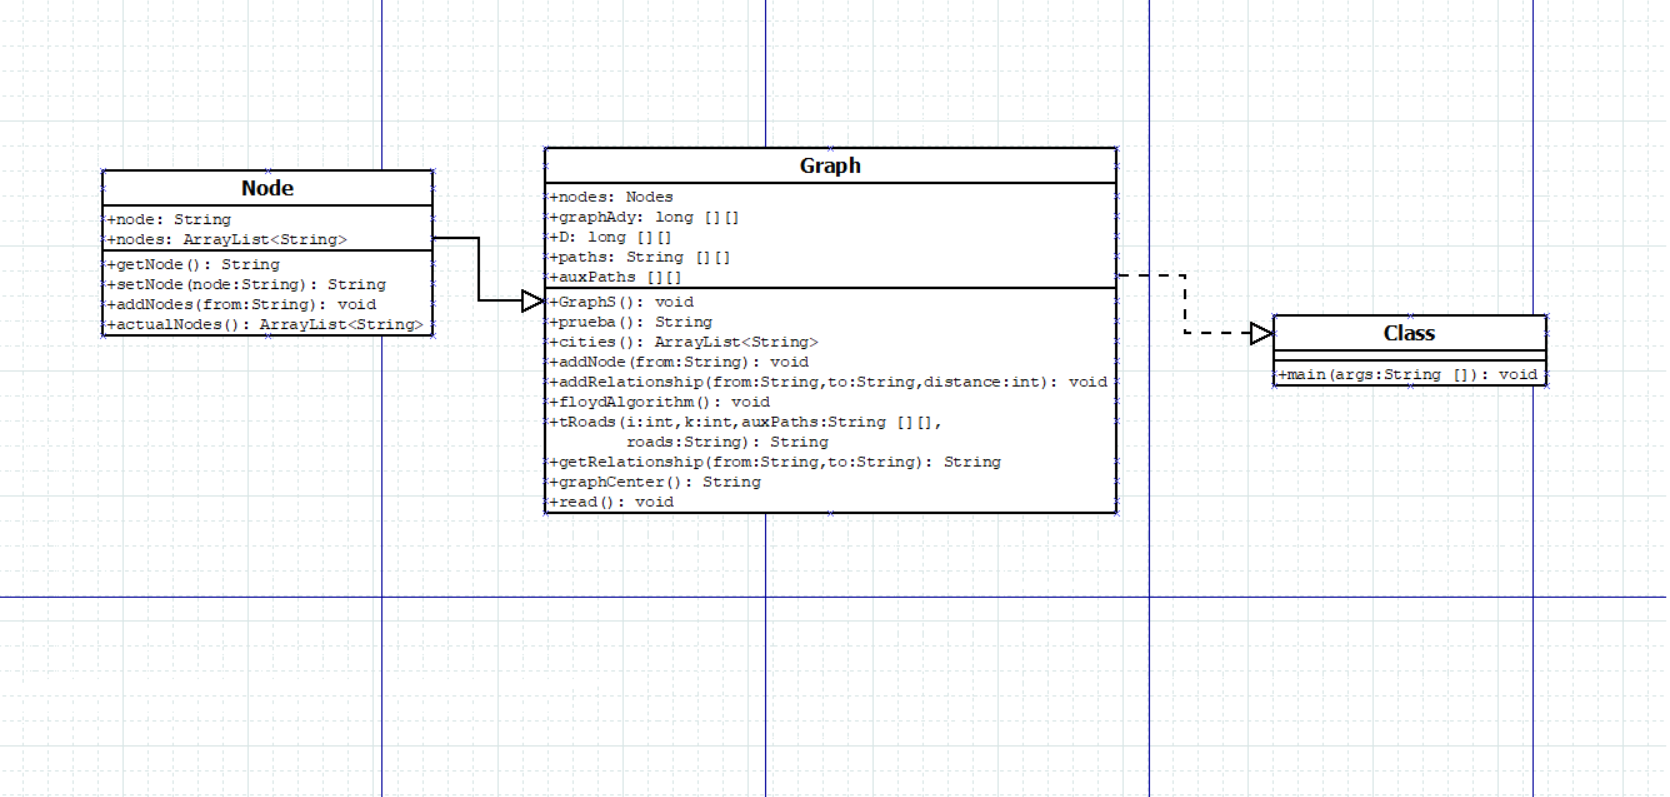 Node
+node: String
+nodes: ArrayList<String>
+getNode(): String
+setNode(node:String): String
+addNodes(from:String): void
+actualNodes(): ArrayList<String>
Graph
+nodes: Nodes
+graphAdy: long [][]
+D: long [][]
+paths: String [][]
+auxPaths [][]
+GraphS(): void
+prueba(): String
+cities(): ArrayList<String>
+addNode(from:String): void
+addRelationship(from:String,to:String,distance:int): void
+floydAlgorithm(): void
+tRoads(i:int,k:int,auxPaths:String [][],
roads:String): String
+getRelationship(from:String,to:String): String
+graphCenter(): String
+read(): void
Class
+main(args:String []): void